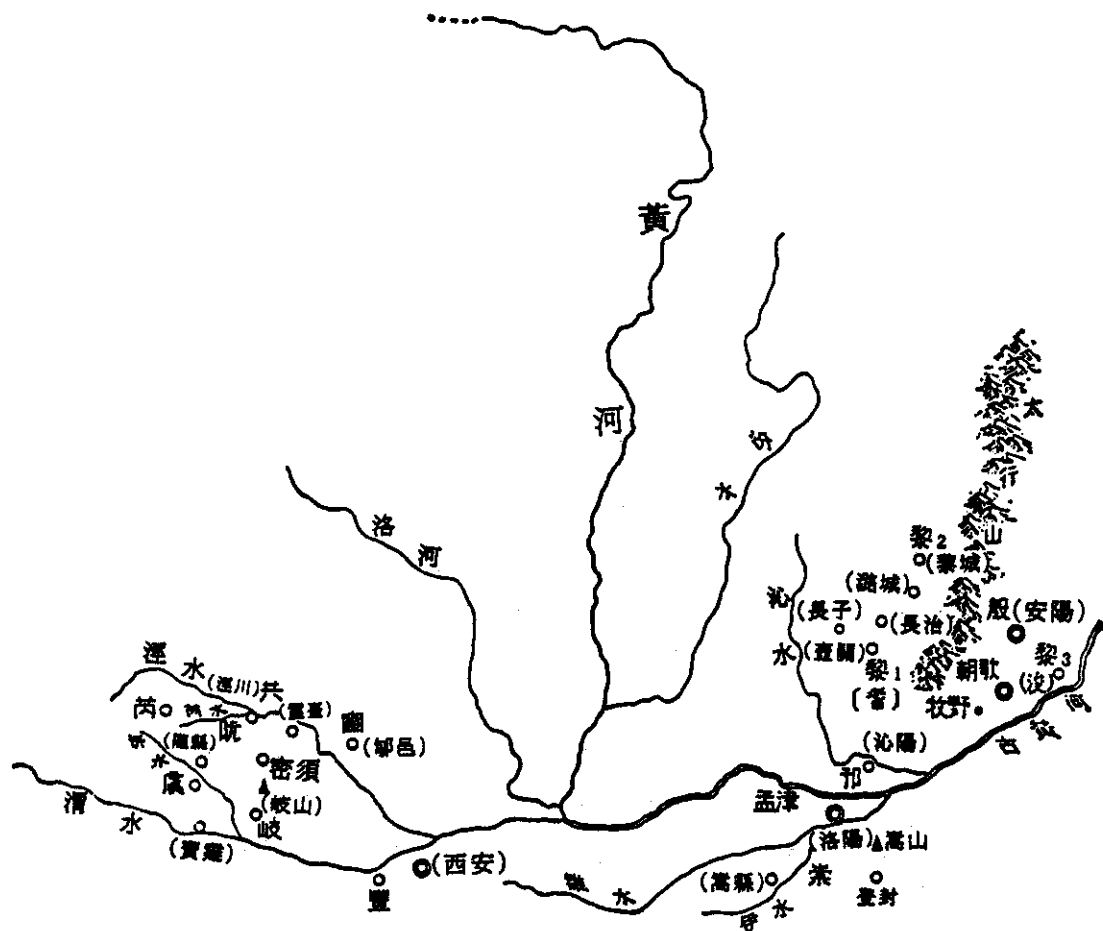 黃
河
汾
水
洛
河
太
行
山
沁
水
黎2
(黎城)
(潞城)
(長子)
(長治)
(壺關)
黎1
〔耆〕
殷(安陽)
朝歌
黎3
牧野
古黃河
(沁陽)
邘
孟津
(洛陽)
嵩山
崇
(嵩縣)
登封
洛水
伊水
涇水
(涇川)
共
芮
阮
(靈臺)
豳
(邠邑)
(隴縣)
虞
密須
(岐山)
岐
渭水
(寶雞)
豐
(西安)